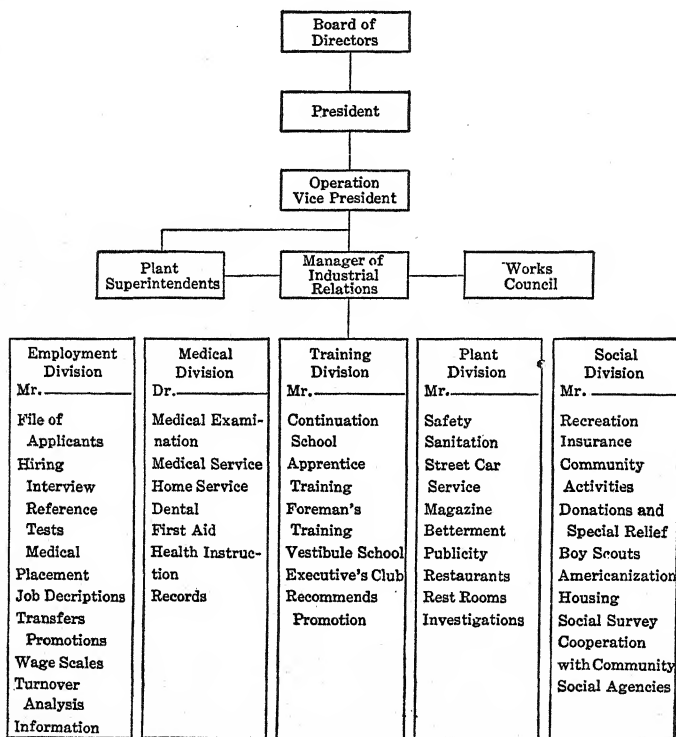 Board of
Directors
President
Operation
Vice President
Plant
Superintendents
Manager of
Industrial
Relations
Works
Council
Employment
Division
Mr.
File of
Applicants
Hiring
Interview
Reference
Tests
Medical
Placement
Job Decriptions
Transfers
Promotions
Wage Scales
Turnover
Analysis
Information
Medical
Division
Dr.
Medical Exami-
nation
Medical Service
Home Service
Dental
First Aid
Health Instruc-
tion
Records
Training
Division
Mr.
Continuation
School
Apprentice
Training
Foreman's
Training
Vestibule School
Executive's Club
Recommends
Promotion
Plant
Division
Mr.
Safety
Sanitation
Street Car
Service
Magazine
Betterment
Publicity
Restaurants
Rest Rooms
Investigations
Social
Division
Mr.
Recreation
Insurance
Community
Activities
Donations and
Special Relief
Boy Scouts
Americanization
Housing
Social Survey
Cooperation
with Community
Social Agencies